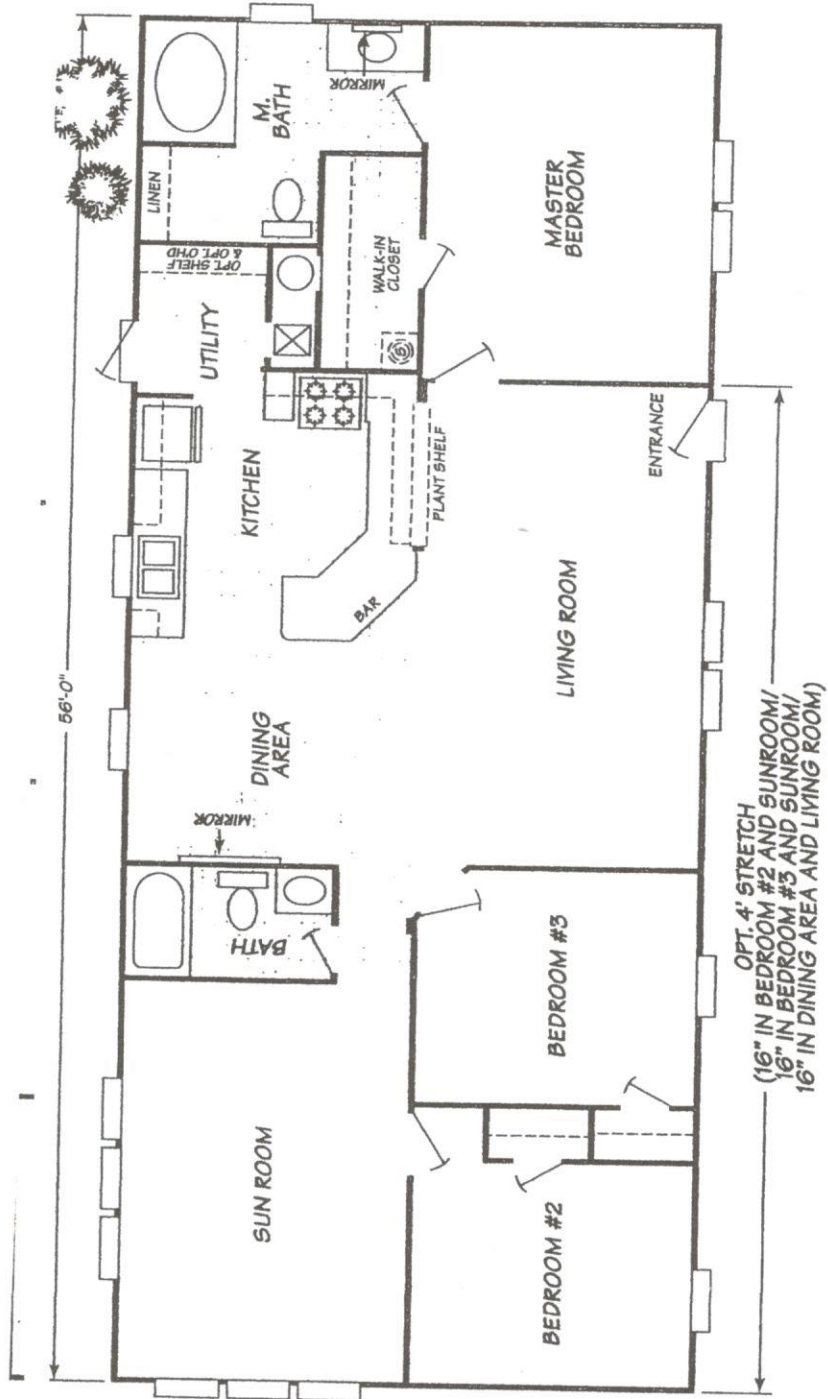 56'-0"
SUN ROOM
BATH
MIRROR
DINING
AREA
KITCHEN
UTILITY
OPT. SHELF
& OPT. O'HD
LINEN
M.
BATH
MIRROR
WALK-IN
CLOSET
BAR
PLANT SHELF
BEDROOM #2
BEDROOM #3
LIVING ROOM
ENTRANCE
MASTER
BEDROOM
OPT. 4' STRETCH
(16" IN BEDROOM #2 AND SUNROOM/
16" IN BEDROOM #3 AND SUNROOM/
16" IN DINING AREA AND LIVING ROOM)